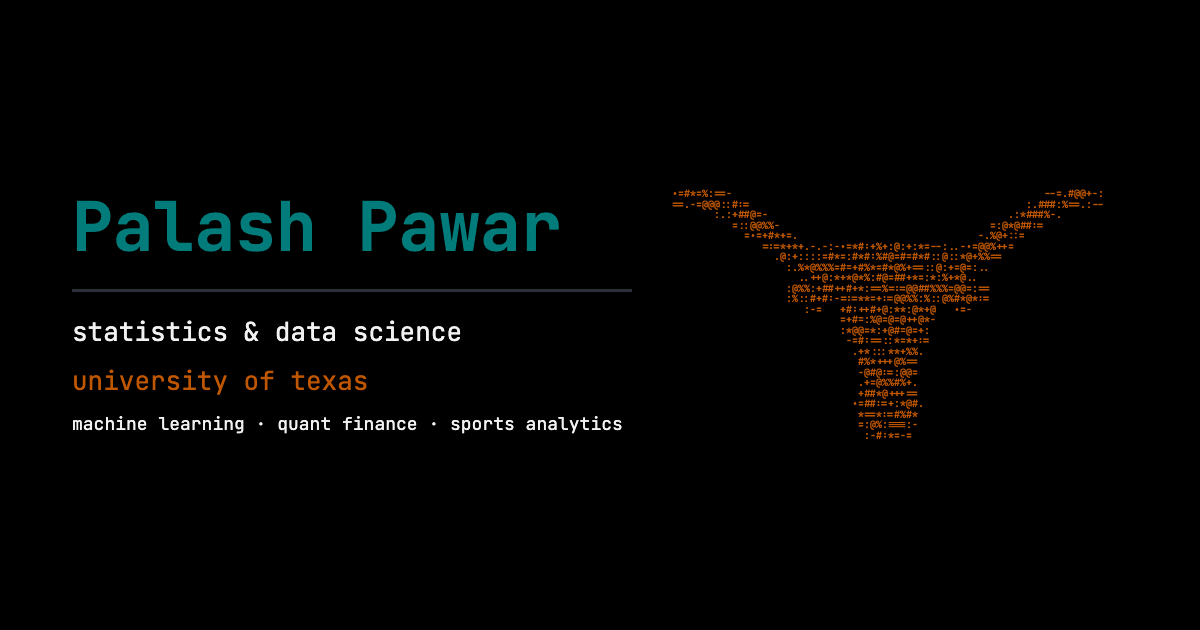 Palash Pawar
statistics & data science
university of texas
machine learning · quant finance · sports analytics